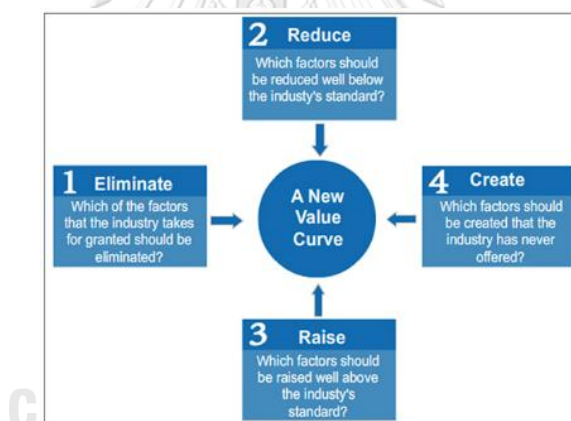 2 Reduce
Which factors should
be reduced well below
the industy's standard?
1 Eliminate
Which of the factors
that the industry takes
for granted should be
eliminated?
A New
Value
Curve
4 Create
Which factors should
be created that the
industry has never
offered?
3 Raise
Which factors should
be raised well above
the industy's
standard?
C